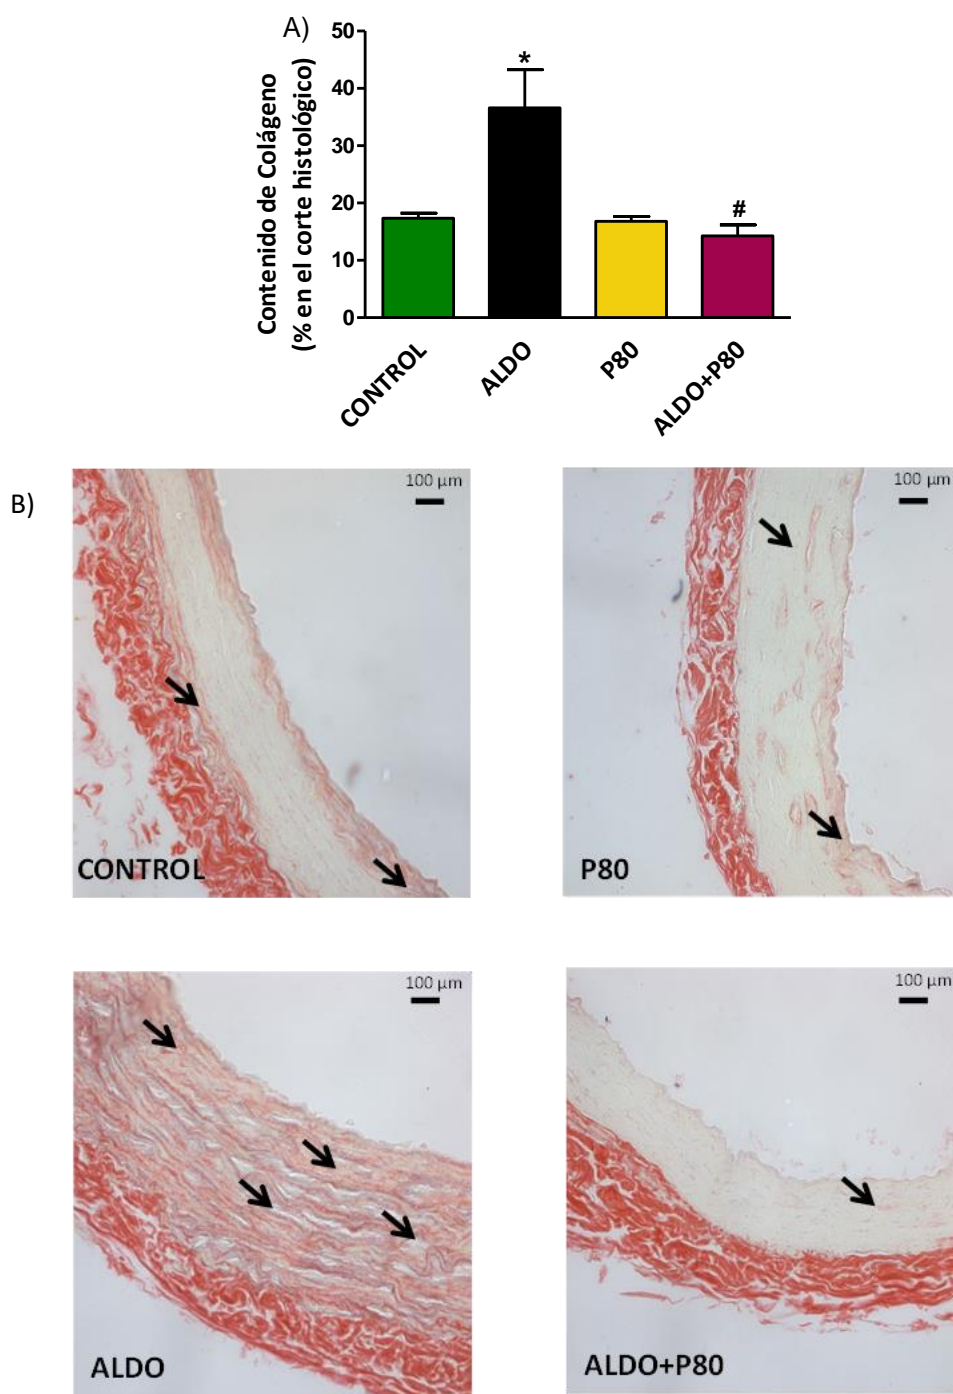 A)
Contenido de Colágeno
(% en el corte histológico)
50
40
30
20
10
0
*
#
CONTROL
ALDO
P80
ALDO+P80
B)
100 µm
CONTROL
100 µm
P80
100 µm
ALDO
100 µm
ALDO+P80